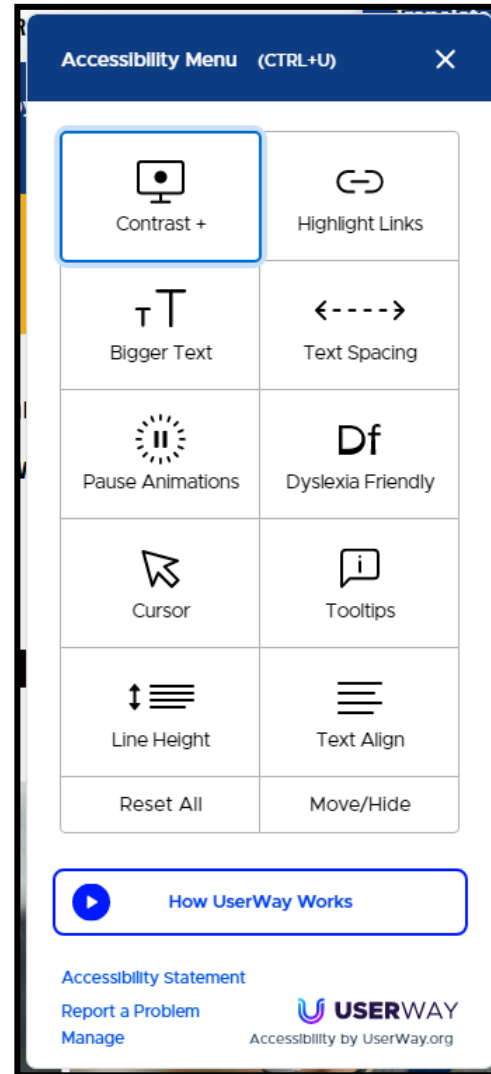 Accessibility Menu (CTRL+U)
Contrast + Highlight Links
Bigger Text Text Spacing
Df
Pause Animations Dyslexia Friendly
Cursor Tooltips
Line Height Text Align
Reset All Move/Hide
How UserWay Works
Accessibility Statement
Report a Problem
USERWAY
Manage
Accessibility by UserWay.org